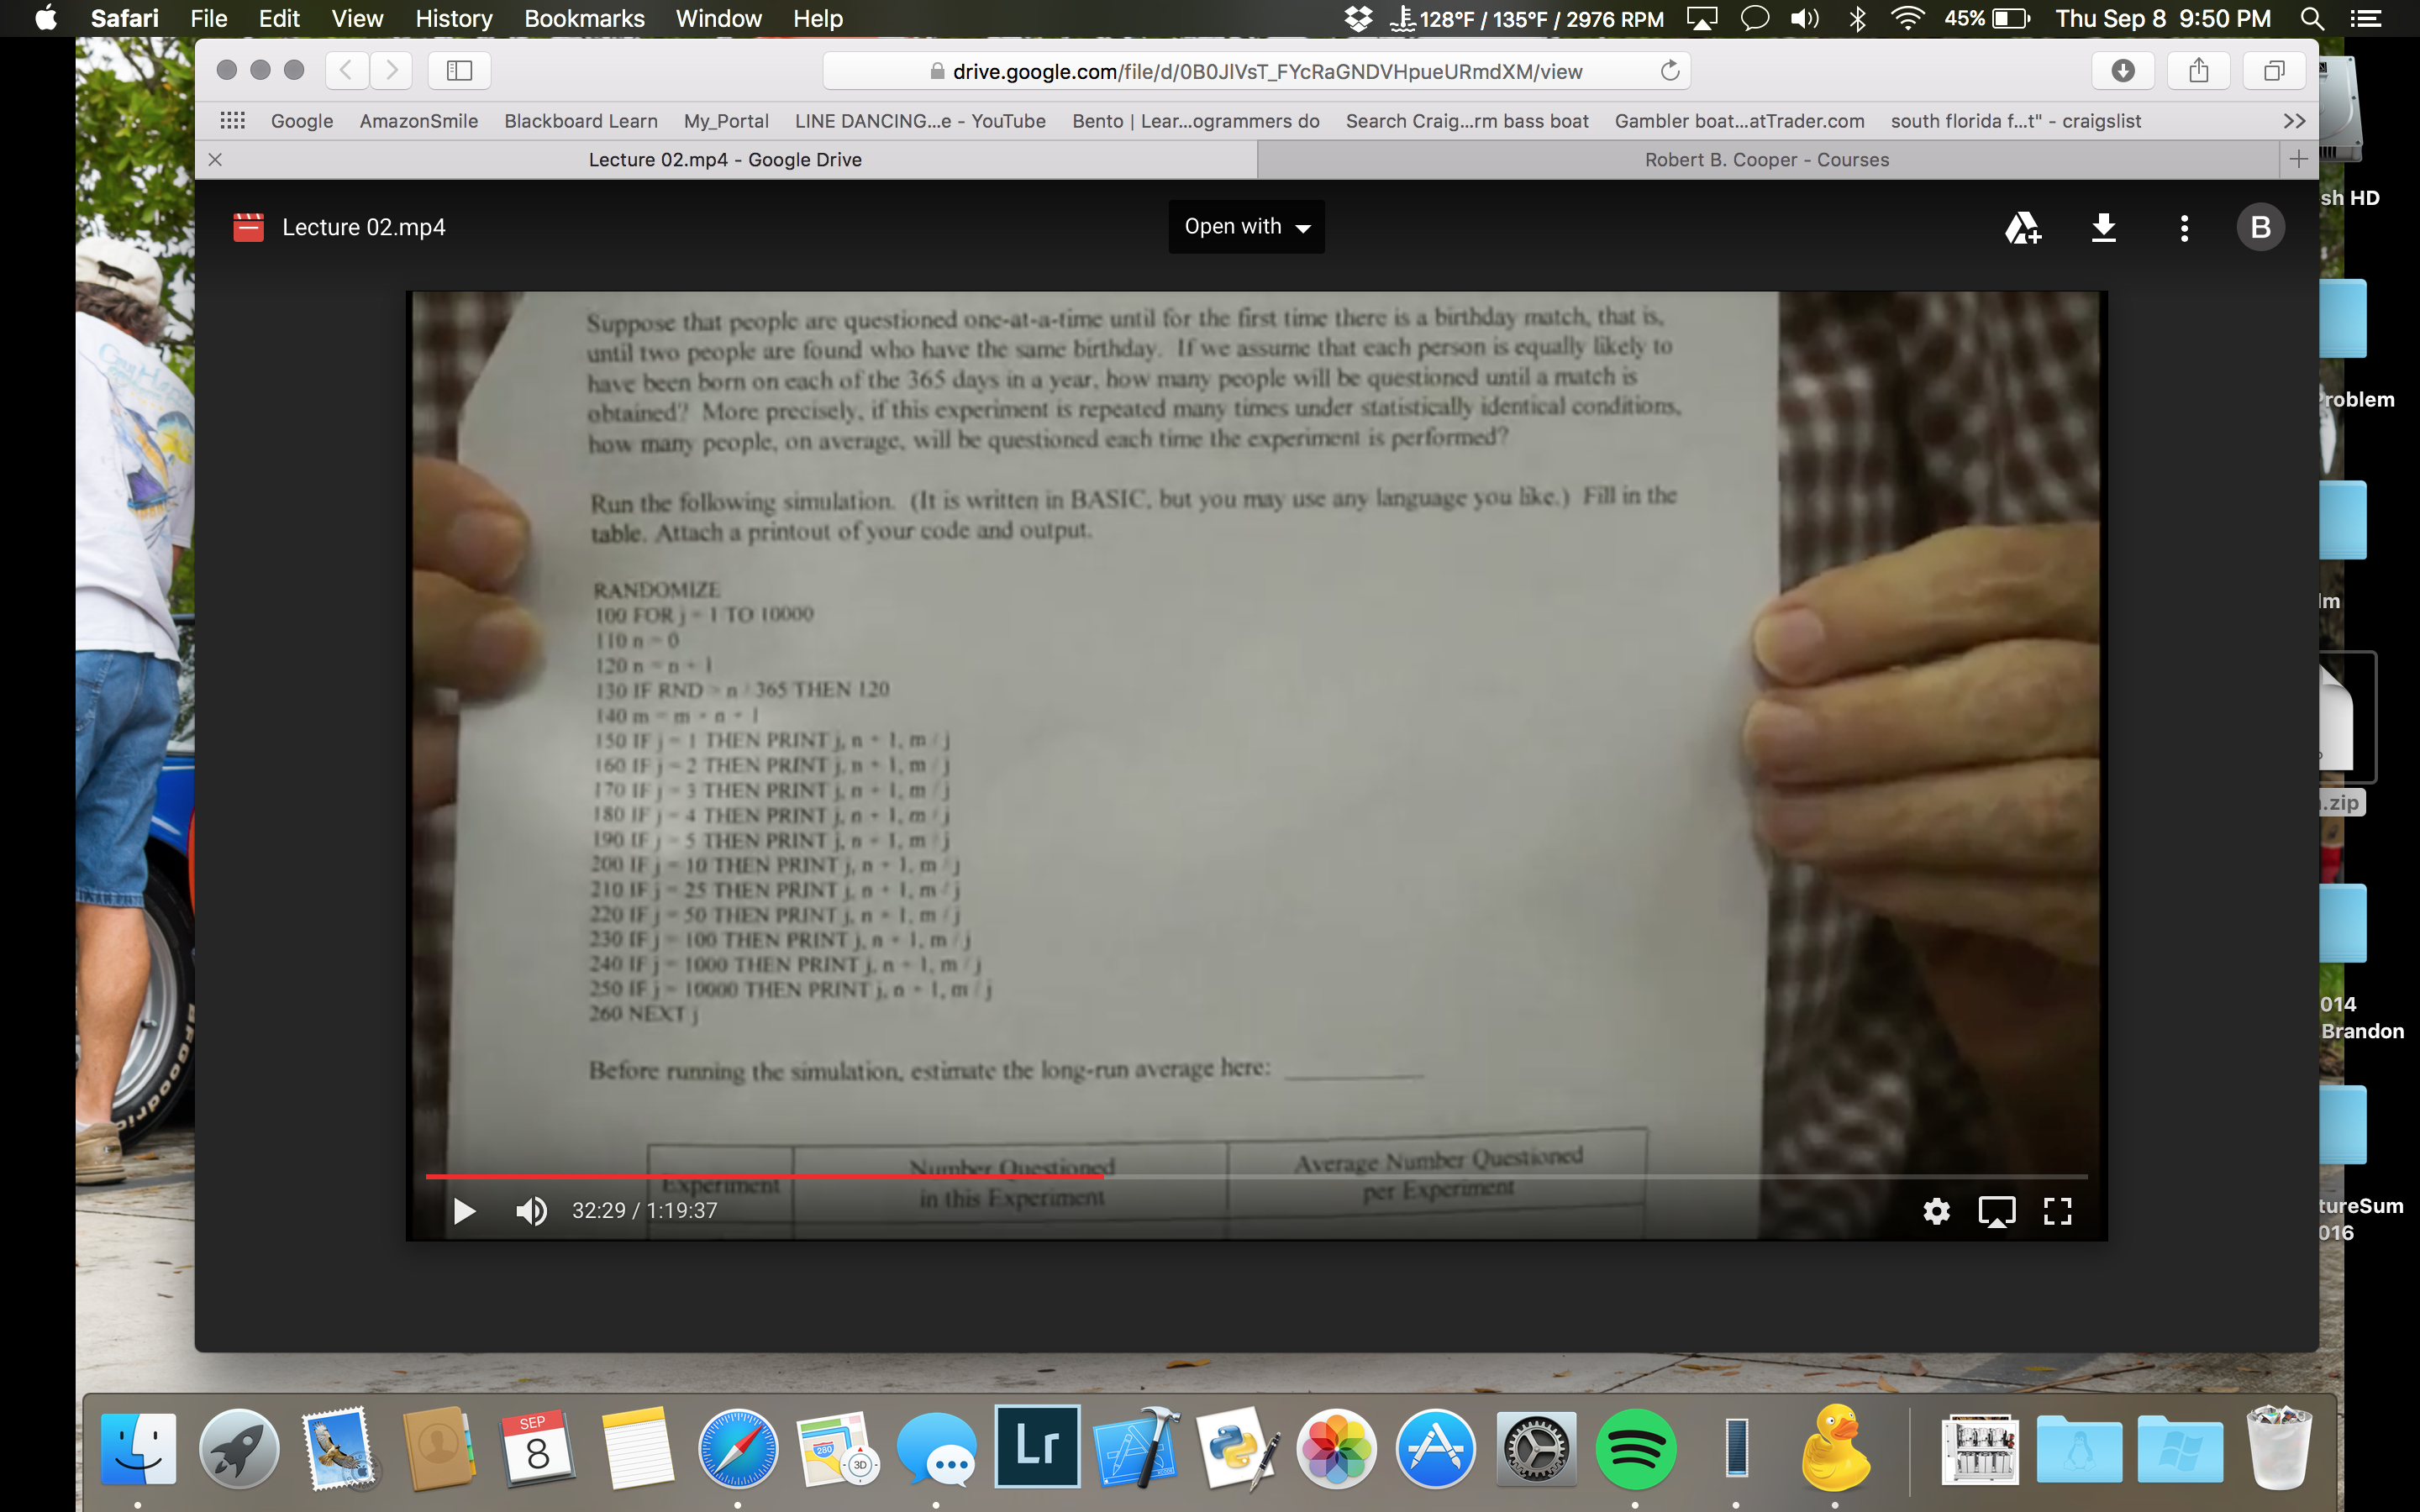 Safari File Edit View History Bookmarks Window Help 128°F / 135°F / 2976 RPM 45% Thu Sep 8 9:50 PM
drive.google.com/file/d/0B0JlVsT_FYcRaGNDVHpueURmdXM/view
Google AmazonSmile Blackboard Learn My_Portal LINE DANCING...e - YouTube Bento | Lear...ogrammers do Search Craig...rm bass boat Gambler boat...atTrader.com south florida f...t" - craigslist >>
Lecture 02.mp4 - Google Drive Robert B. Cooper - Courses
Lecture 02.mp4 Open with B
Suppose that people are questioned one-at-a-time until for the first time there is a birthday match, that is,
until two people are found who have the same birthday. If we assume that each person is equally likely to
have been born on each of the 365 days in a year, how many people will be questioned until a match is
obtained? More precisely, if this experiment is repeated many times under statistically identical conditions,
how many people, on average, will be questioned each time the experiment is performed?
Run the following simulation. (It is written in BASIC, but you may use any language you like.) Fill in the
table. Attach a printout of your code and output.
RANDOMIZE
100 FOR j = 1 TO 10000
110 n = 0
120 n = n + 1
130 IF RND > n / 365 THEN 120
140 m = m + n + 1
150 IF j = 1 THEN PRINT j, n + 1, m / j
160 IF j = 2 THEN PRINT j, n + 1, m / j
170 IF j = 3 THEN PRINT j, n + 1, m / j
180 IF j = 4 THEN PRINT j, n + 1, m / j
190 IF j = 5 THEN PRINT j, n + 1, m / j
200 IF j = 10 THEN PRINT j, n + 1, m / j
210 IF j = 25 THEN PRINT j, n + 1, m / j
220 IF j = 50 THEN PRINT j, n + 1, m / j
230 IF j = 100 THEN PRINT j, n + 1, m / j
240 IF j = 1000 THEN PRINT j, n + 1, m / j
250 IF j = 10000 THEN PRINT j, n + 1, m / j
260 NEXT j
Before running the simulation, estimate the long-run average here:
Experiment
Number Questioned
in this Experiment
Average Number Questioned
per Experiment
32:29 / 1:19:37
sh HD
roblem
lm
.zip
014
Brandon
tureSum
016
BFGoodrich
SEP
8
280
3D
Lr